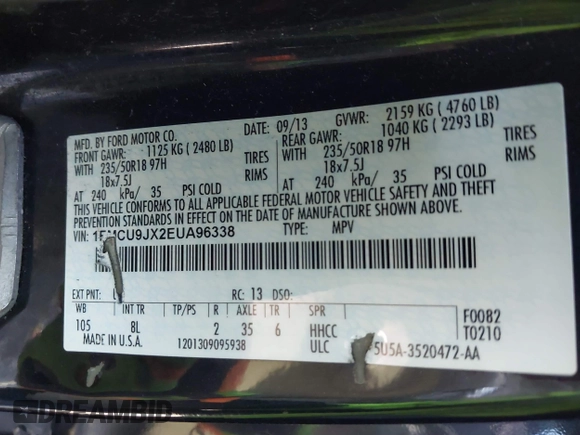 MFD. BY FORD MOTOR CO.
DATE: 09/13 GVWR: 2159 KG ( 4760 LB)
FRONT GAWR: 1125 KG ( 2480 LB) REAR GAWR: 1040 KG ( 2293 LB)
WITH 235/50R18 97H TIRES WITH 235/50R18 97H TIRES
18x7.5J RIMS 18x7.5J RIMS
AT 240 kPa/ 35 PSI COLD AT 240 kPa/ 35 PSI COLD
THIS VEHICLE CONFORMS TO ALL APPLICABLE FEDERAL MOTOR VEHICLE SAFETY AND THEFT
PREVENTION STANDARDS IN EFFECT ON THE DATE OF MANUFACTURE SHOWN ABOVE.
VIN: 1FMCU9JX2EUA96338 TYPE: MPV
EXT PNT: RC: 13 DSO:
WB INT TR TP/PS R AXLE TR SPR F0082
105 8L 2 35 6 HHCC T0210
MADE IN U.S.A. 1201309095938 ULC 5U5A-3520472-AA
DREAMBID